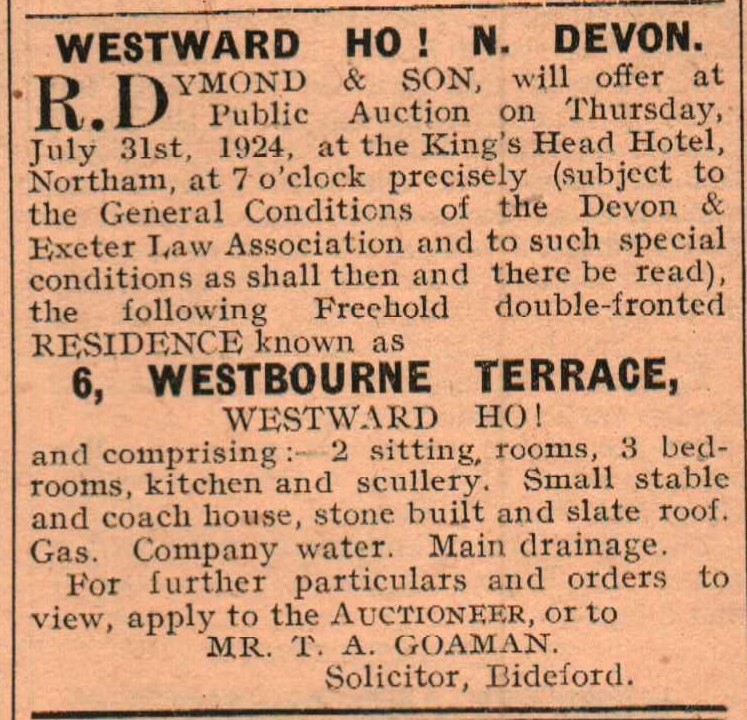 WESTWARD HO! N. DEVON.
R. DYMOND & SON, will offer at
Public Auction on Thursday,
July 31st, 1924, at the King's Head Hotel,
Northam, at 7 o'clock precisely (subject to
the General Conditions of the Devon &
Exeter Law Association and to such special
conditions as shall then and there be read),
the following Freehold double-fronted
RESIDENCE known as
6, WESTBOURNE TERRACE,
WESTWARD HO!
and comprising:- 2 sitting, rooms, 3 bed-
rooms, kitchen and scullery. Small stable
and coach house, stone built and slate roof.
Gas. Company water. Main drainage.
For further particulars and orders to
view, apply to the AUCTIONEER, or to
MR. T. A. GOAMAN.
Solicitor, Bideford.